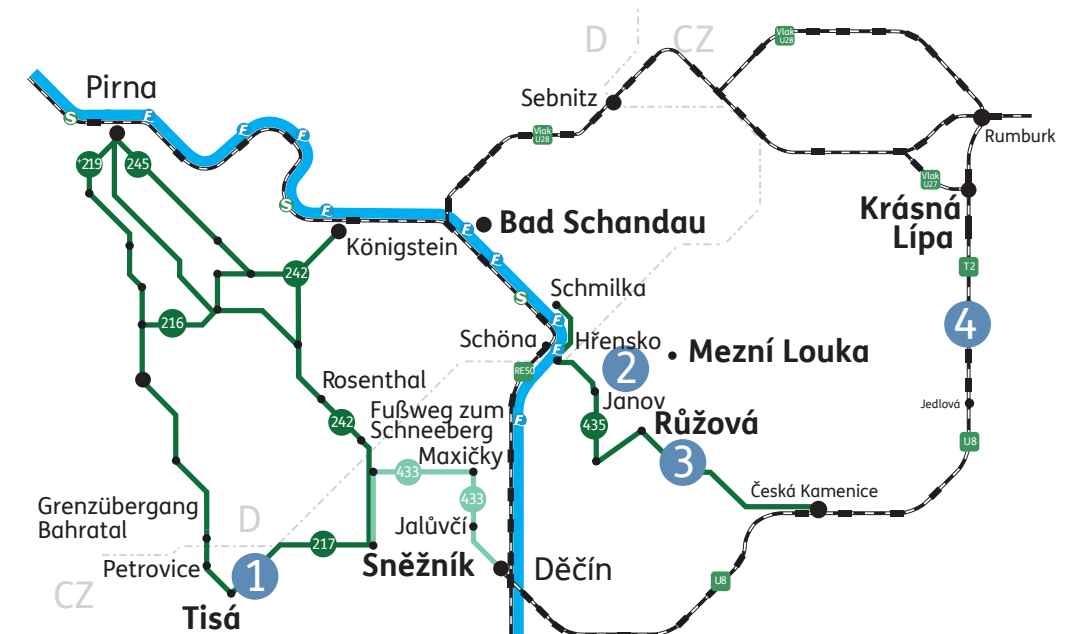 D
CZ
Vlak
U28
Pirna
Sebnitz
S
F
F
F
*219
245
Vlak
U28
Rumburk
Vlak
U27
S
F
Krásná
Lípa
Bad Schandau
F
Königstein
F
242
T2
Schmilka
S
216
F
4
Schöna
Hřensko
F
2
Mezní Louka
RE50
Rosenthal
Janov
Jedlová
Fußweg zum
Schneeberg
242
F
435
Růžová
U8
Maxičky
433
3
433
Česká Kamenice
Grenzübergang
Bahratal
D
Jalůvčí
217
Petrovice
1
Sněžník
Děčín
U8
CZ
Tisá